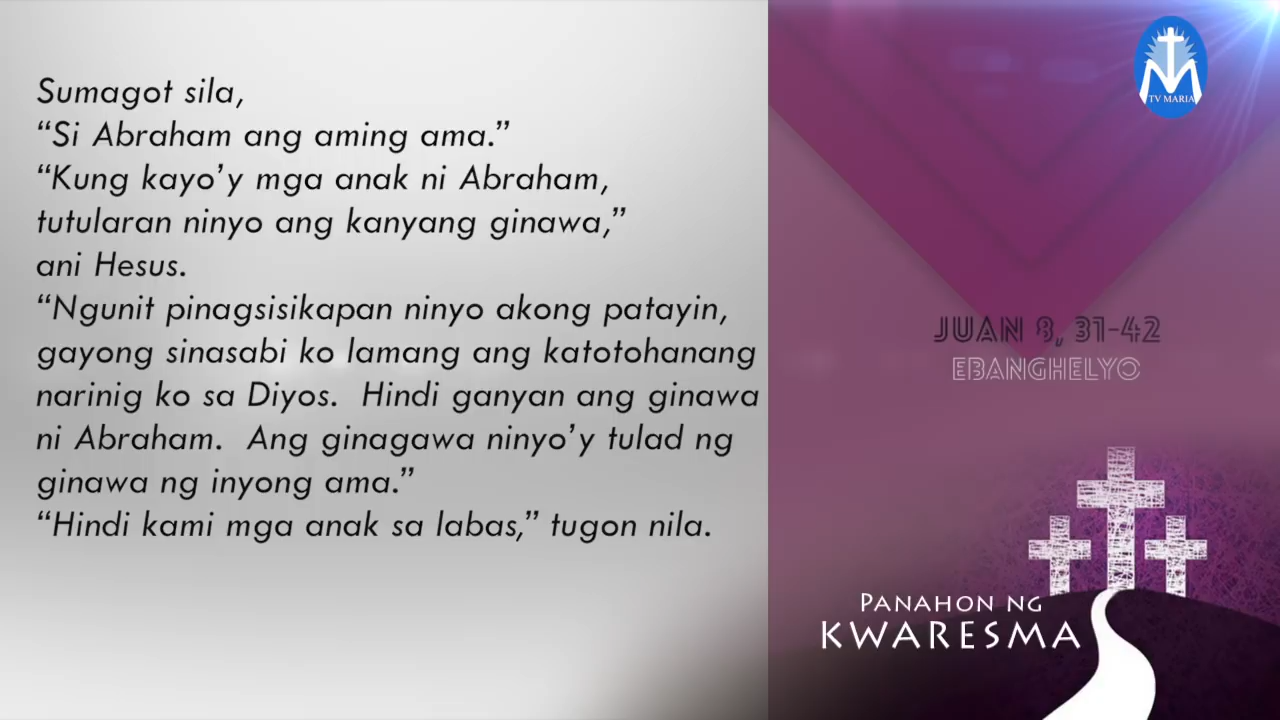 Sumagot sila,
“Si Abraham ang aming ama.”
“Kung kayo’y mga anak ni Abraham,
tutularan ninyo ang kanyang ginawa,”
ani Hesus.
“Ngunit pinagsisikapan ninyo akong patayin,
gayong sinasabi ko lamang ang katotohanang
narinig ko sa Diyos.  Hindi ganyan ang ginawa
ni Abraham.  Ang ginagawa ninyo’y tulad ng
ginawa ng inyong ama.”
“Hindi kami mga anak sa labas,” tugon nila.
TV MARIA
JUAN 8, 31-42
EBANGHELYO
PANAHON NG
KWARESMA